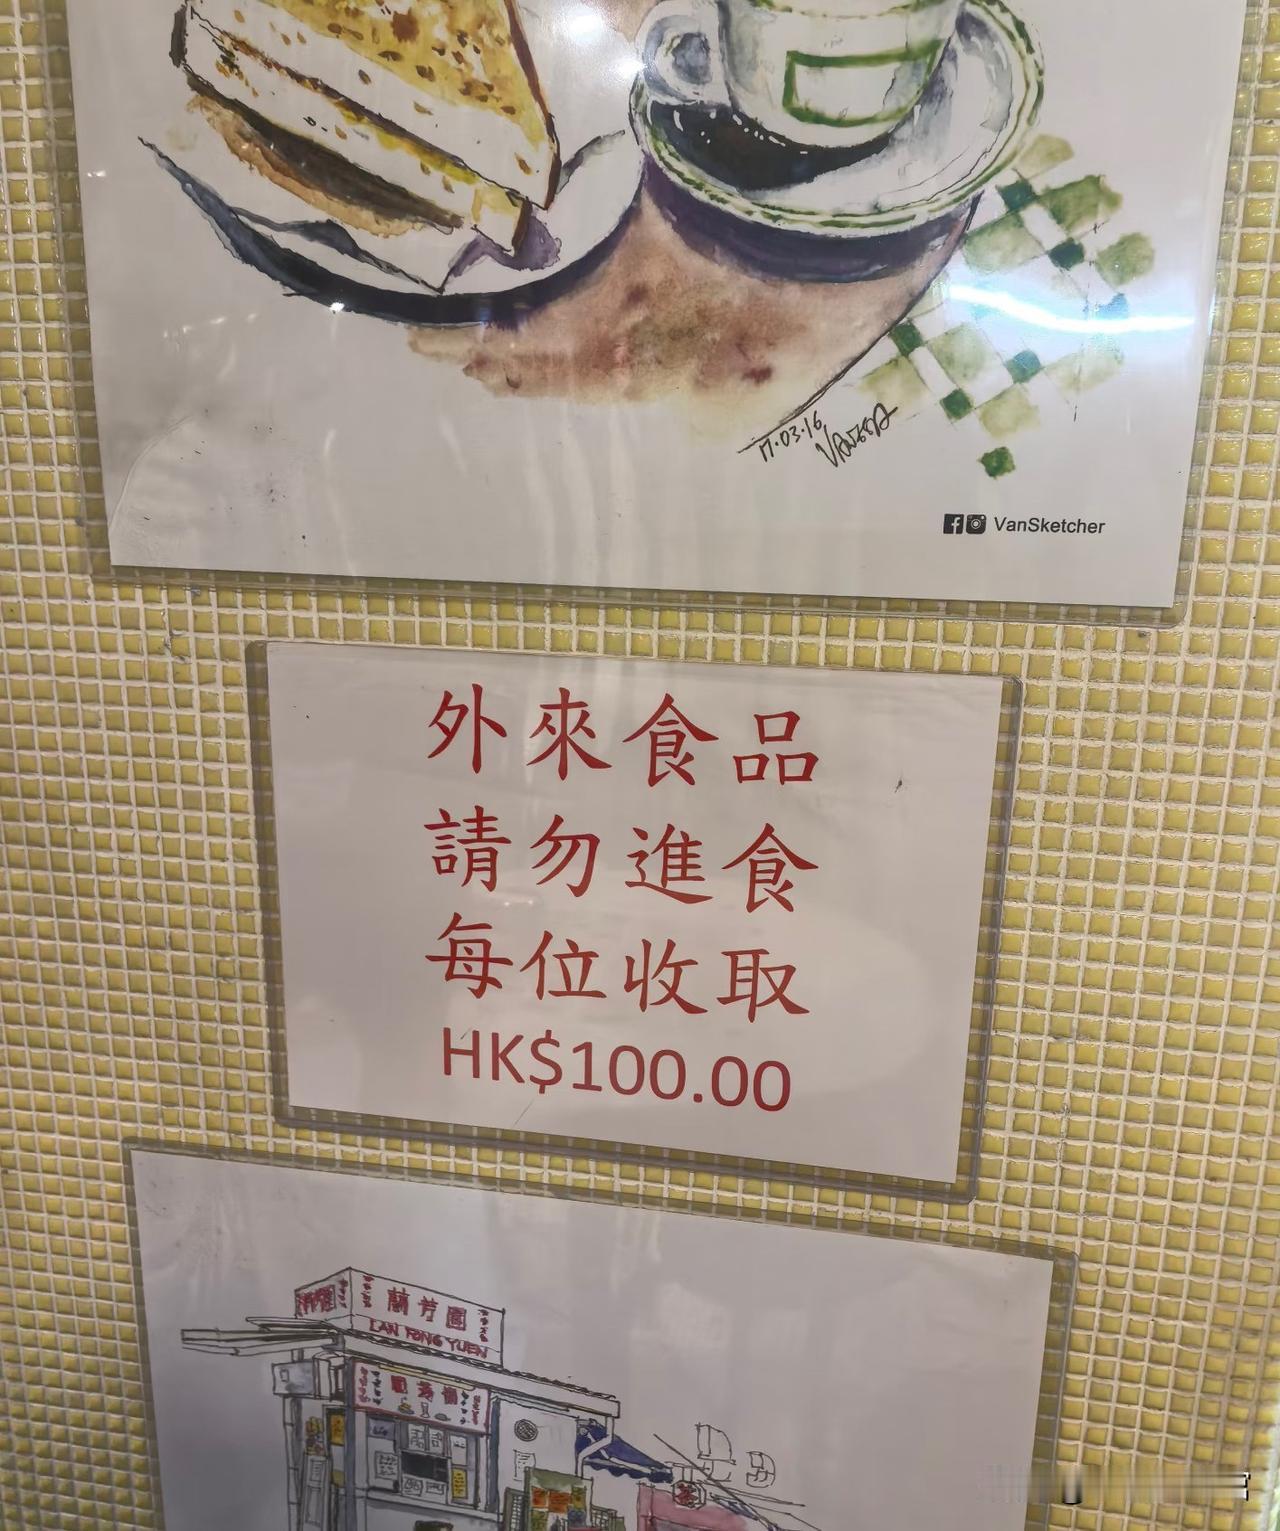 17.03.16
VanSketcher
外來食品
請勿進食
每位收取
HK$100.00
蘭芳園
LAN FONG YUEN